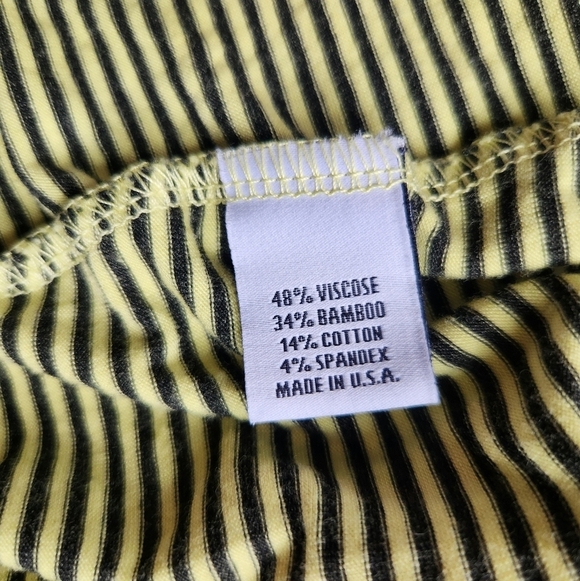 48% VISCOSE
34% BAMBOO
14% COTTON
4% SPANDEX
MADE IN U.S.A.